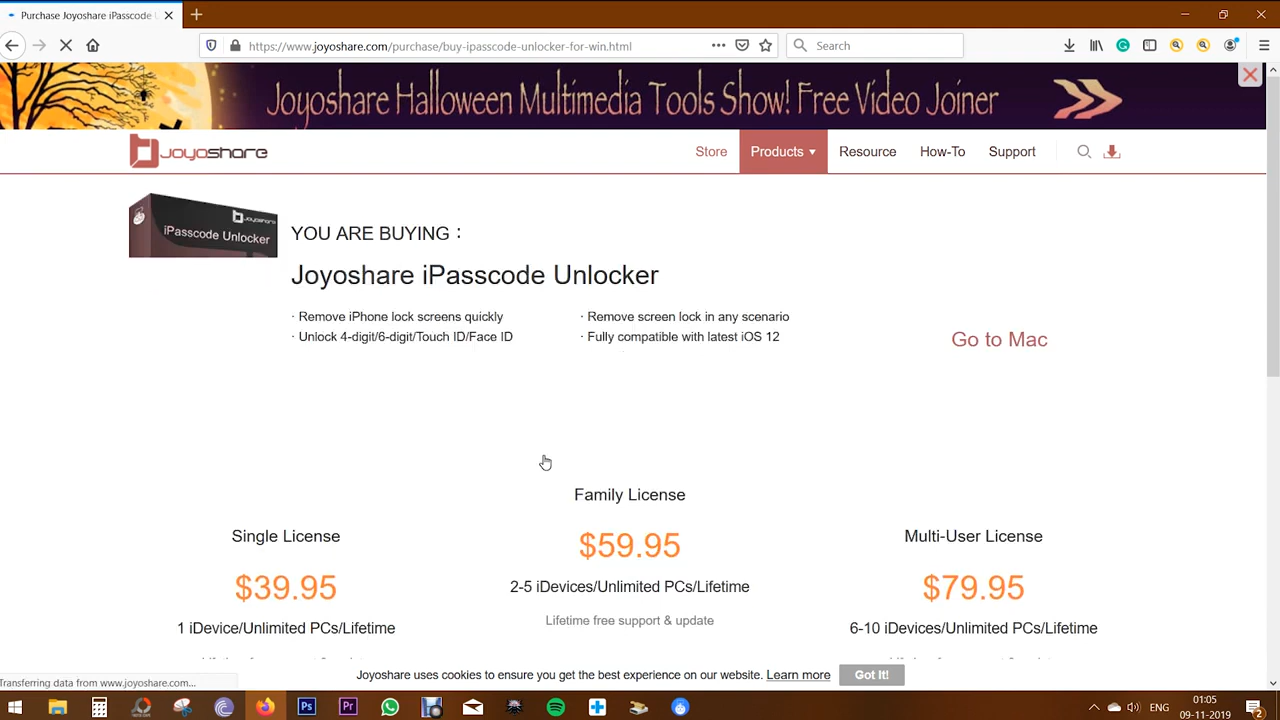 Purchase Joyoshare iPasscode U
https://www.joyoshare.com/purchase/buy-ipasscode-unlocker-for-win.html
Search
Joyoshare Halloween Multimedia Tools Show! Free Video Joiner
Joyoshare
Store
Products
Resource
How-To
Support
Joyoshare
iPasscode Unlocker
YOU ARE BUYING：
Joyoshare iPasscode Unlocker
· Remove iPhone lock screens quickly
· Remove screen lock in any scenario
· Unlock 4-digit/6-digit/Touch ID/Face ID
· Fully compatible with latest iOS 12
Go to Mac
Family License
$59.95
2-5 iDevices/Unlimited PCs/Lifetime
Lifetime free support & update
Single License
$39.95
1 iDevice/Unlimited PCs/Lifetime
Multi-User License
$79.95
6-10 iDevices/Unlimited PCs/Lifetime
Joyoshare uses cookies to ensure you get the best experience on our website. Learn more
Got It!
Transferring data from www.joyoshare.com...
Ps
Pr
ENG
01:05
09-11-2019
2